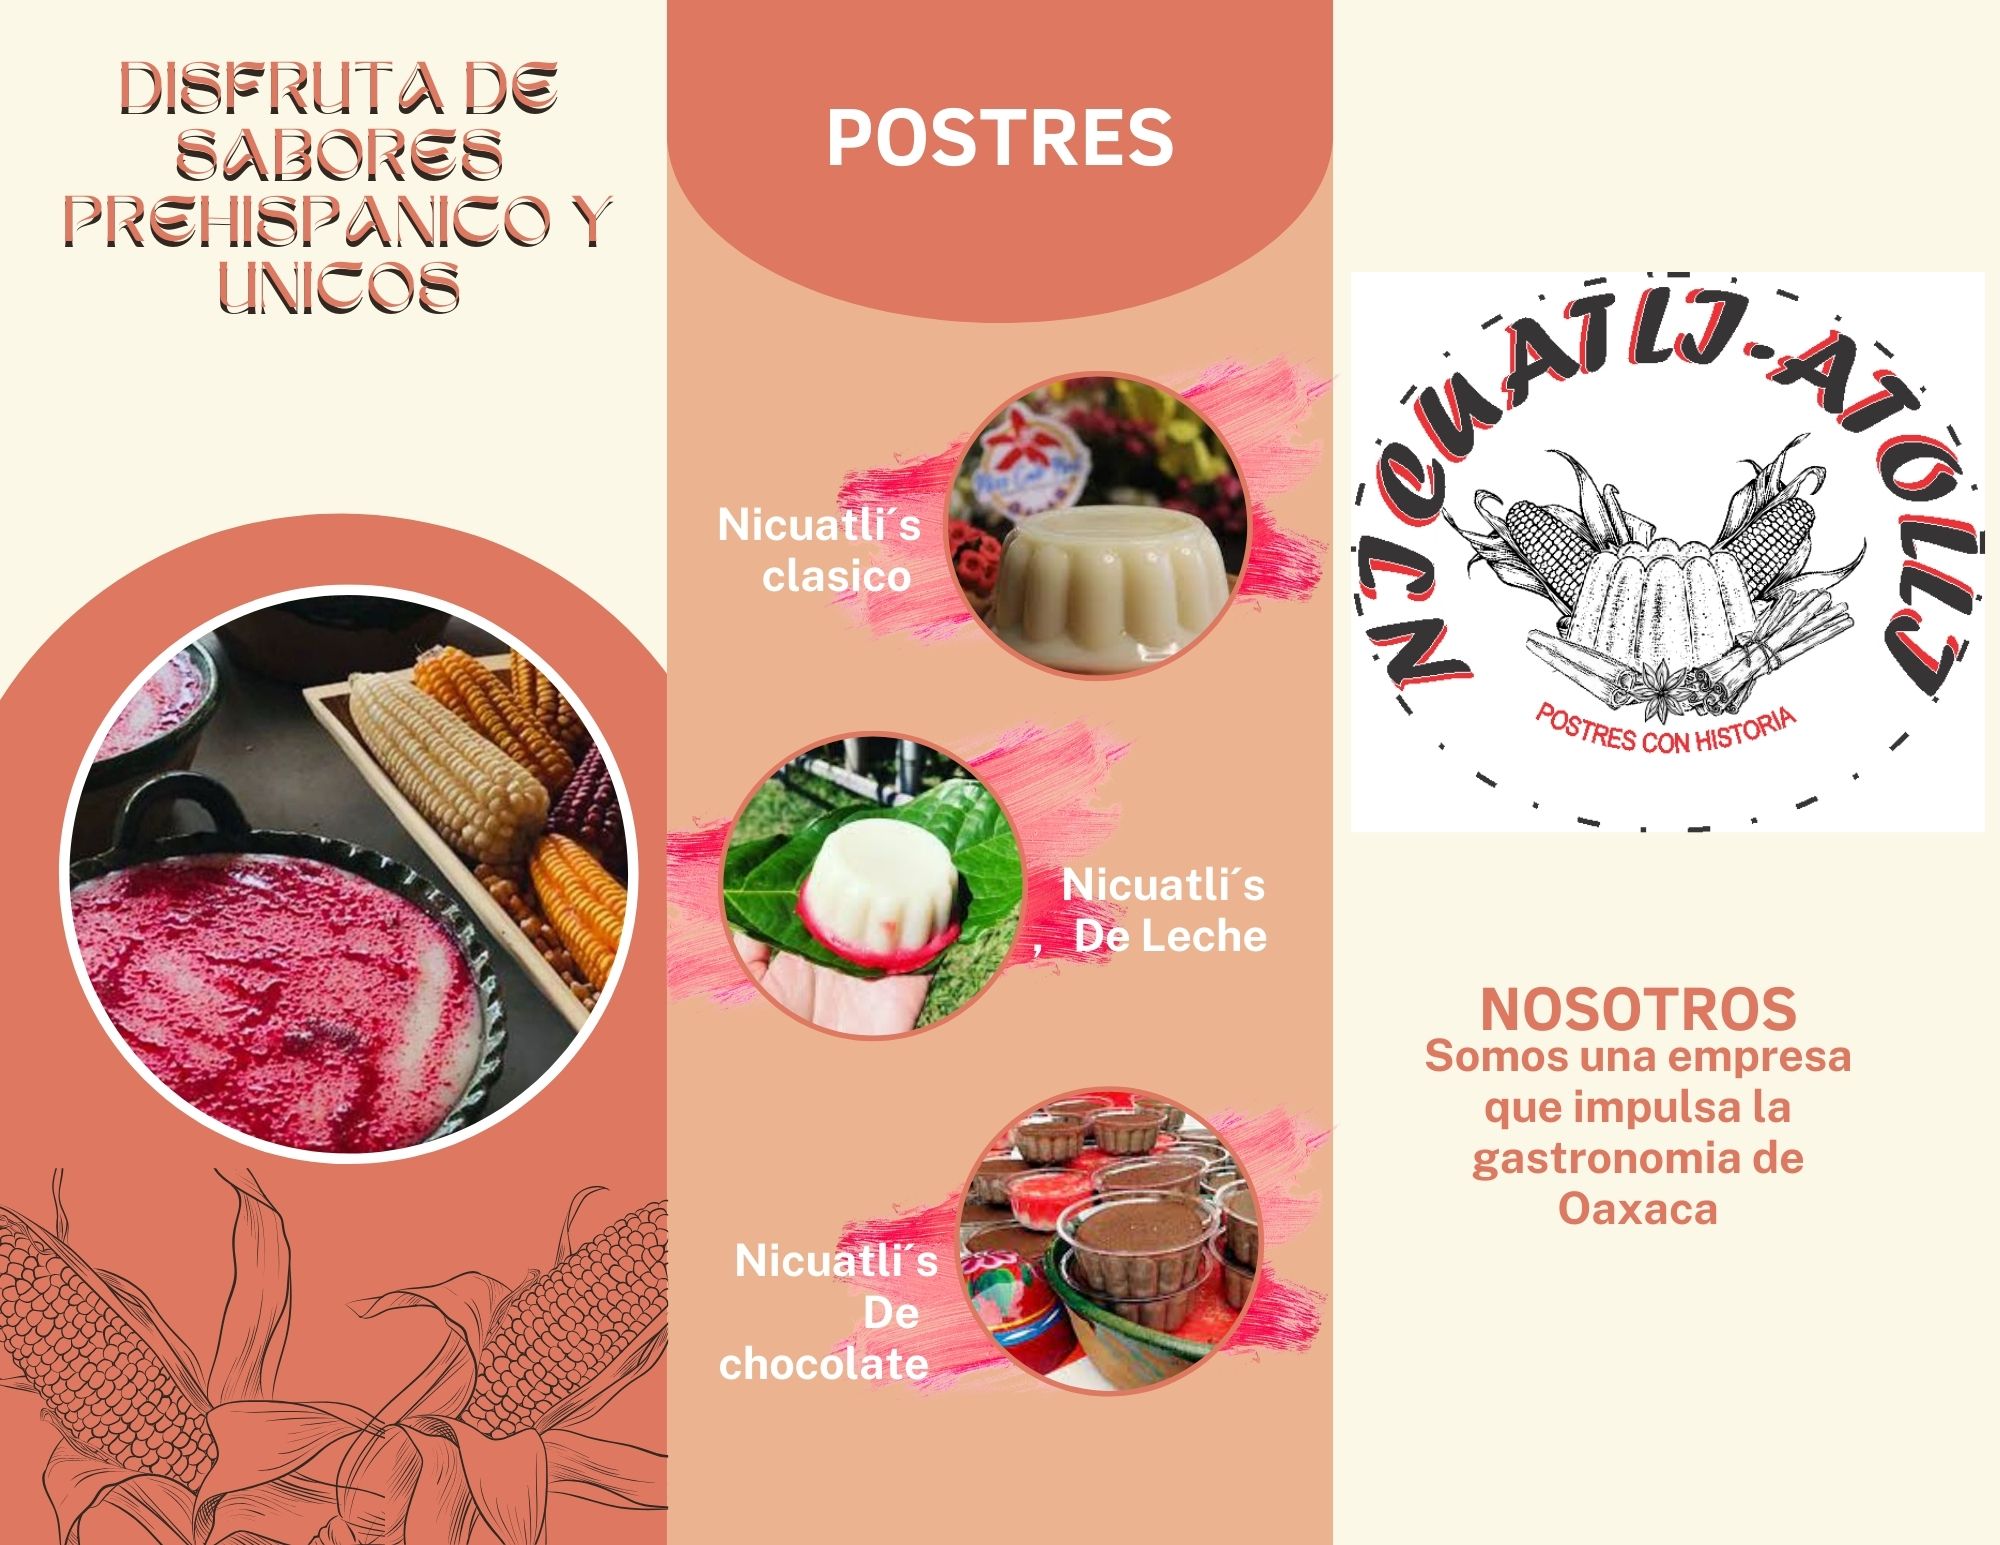 DISFRUTA DE
SABORES
PREHISPANICO Y
UNICOS
POSTRES
Nicuatli´s
clasico
Nicuatli´s
, De Leche
Nicuatli´s
De
chocolate
NICUATLI-ATOLLI
POSTRES CON HISTORIA
NOSOTROS
Somos una empresa
que impulsa la
gastronomia de
Oaxaca